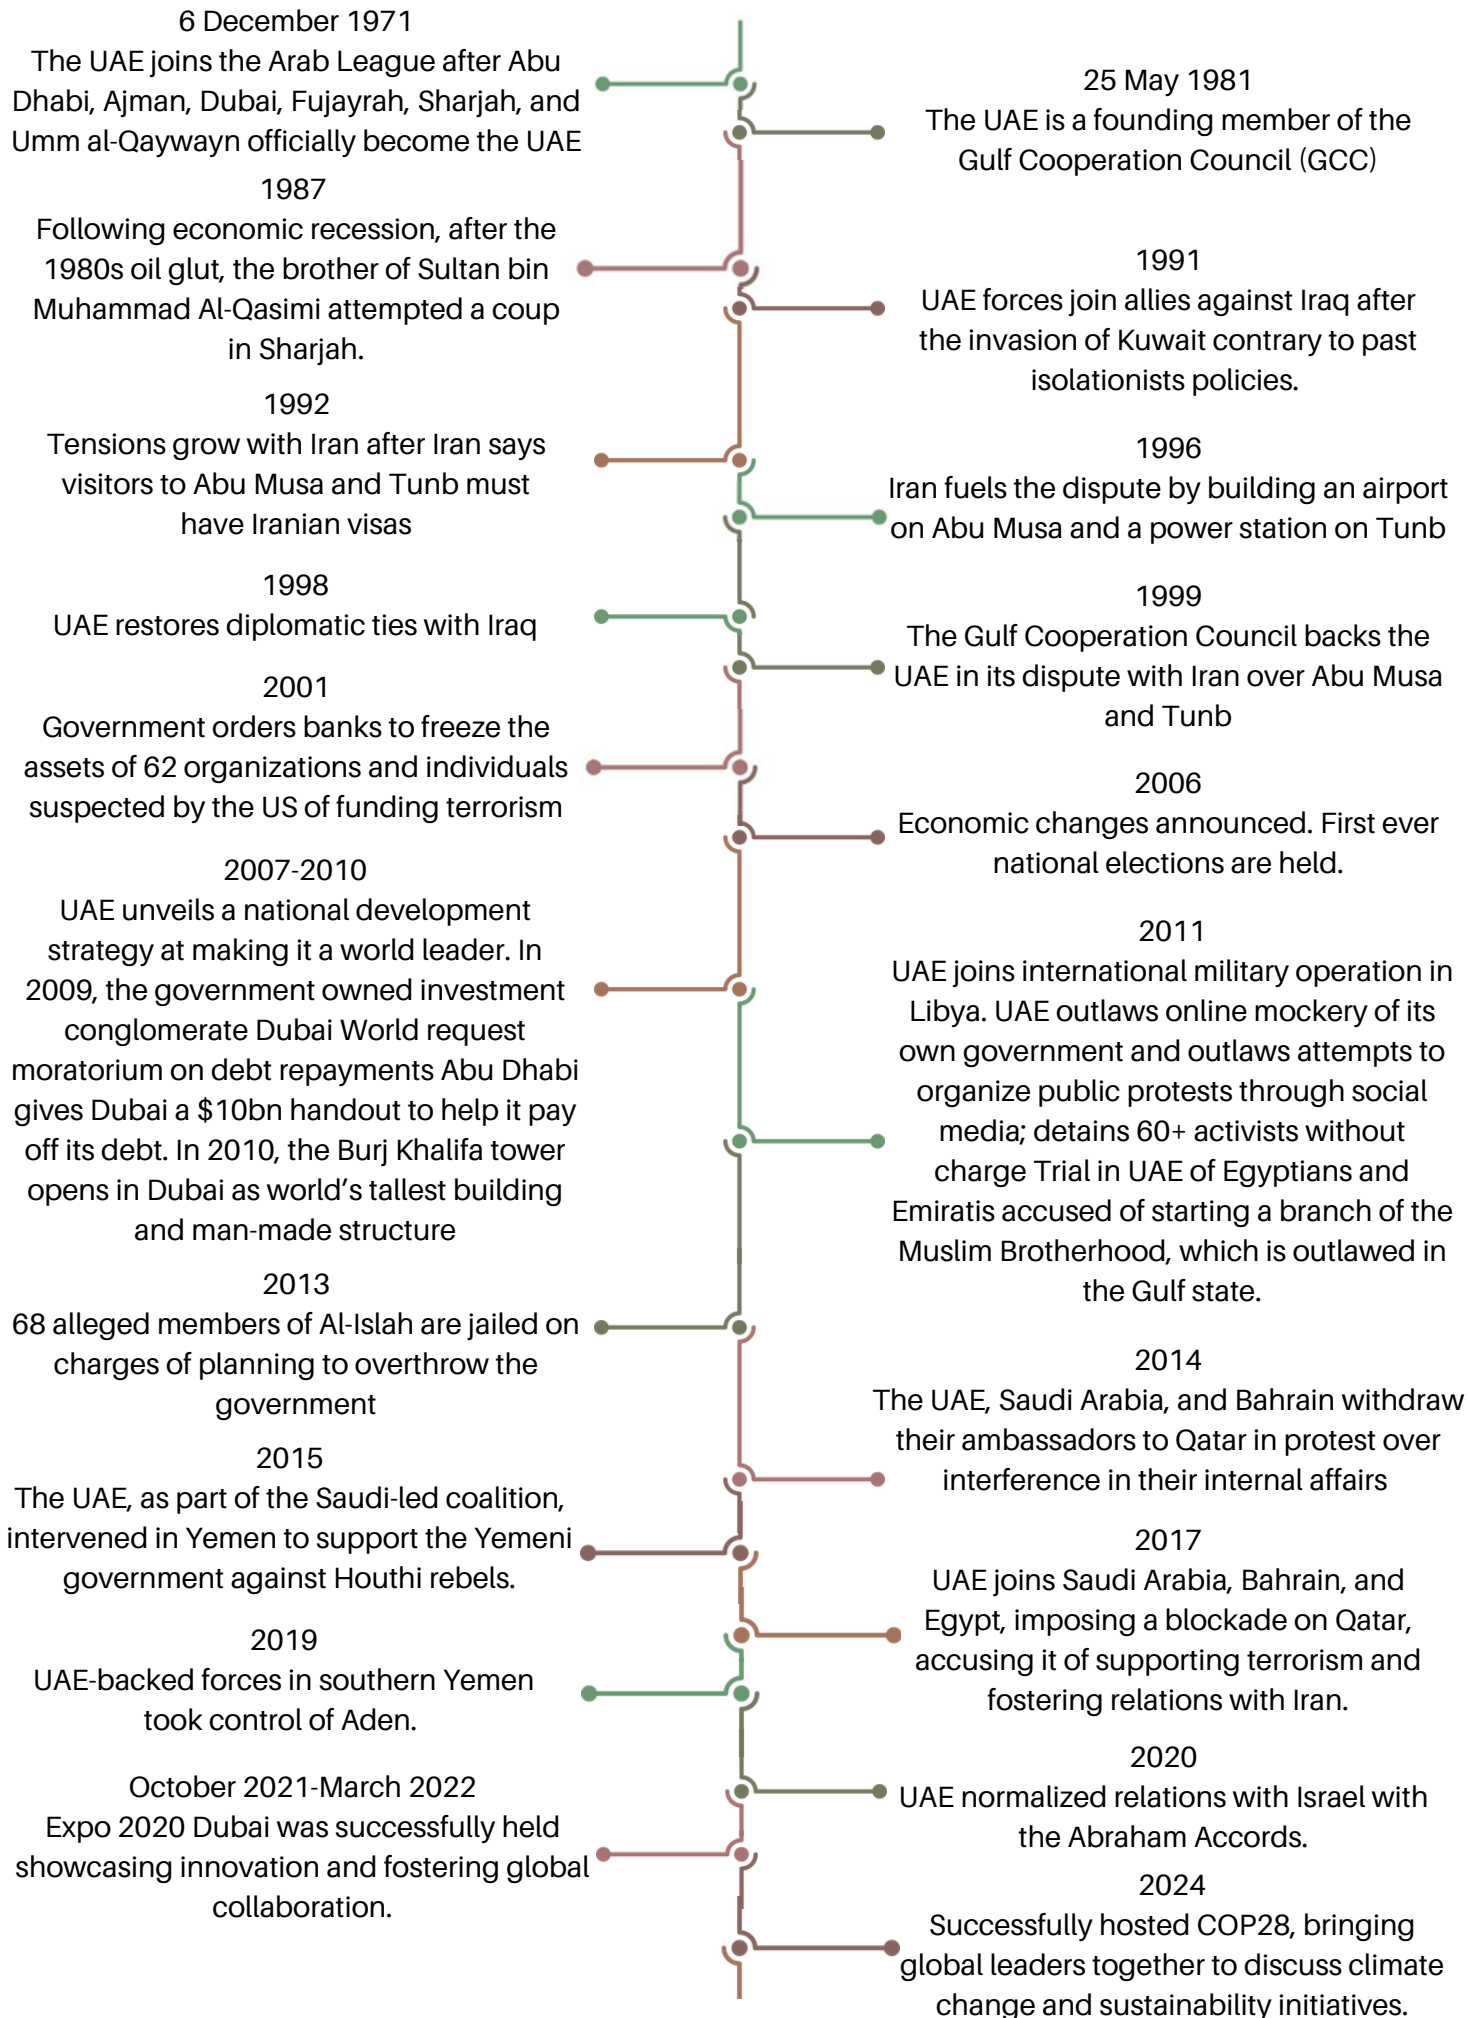 6 December 1971
The UAE joins the Arab League after Abu
Dhabi, Ajman, Dubai, Fujayrah, Sharjah, and
Umm al-Qaywayn officially become the UAE
25 May 1981
The UAE is a founding member of the
Gulf Cooperation Council (GCC)
1987
Following economic recession, after the
1980s oil glut, the brother of Sultan bin
Muhammad Al-Qasimi attempted a coup
in Sharjah.
1991
UAE forces join allies against Iraq after
the invasion of Kuwait contrary to past
isolationists policies.
1992
Tensions grow with Iran after Iran says
visitors to Abu Musa and Tunb must
have Iranian visas
1996
Iran fuels the dispute by building an airport
on Abu Musa and a power station on Tunb
1998
UAE restores diplomatic ties with Iraq
1999
The Gulf Cooperation Council backs the
UAE in its dispute with Iran over Abu Musa
and Tunb
2001
Government orders banks to freeze the
assets of 62 organizations and individuals
suspected by the US of funding terrorism
2006
Economic changes announced. First ever
national elections are held.
2007-2010
UAE unveils a national development
strategy at making it a world leader. In
2009, the government owned investment
conglomerate Dubai World request
moratorium on debt repayments Abu Dhabi
gives Dubai a $10bn handout to help it pay
off its debt. In 2010, the Burj Khalifa tower
opens in Dubai as world's tallest building
and man-made structure
2011
UAE joins international military operation in
Libya. UAE outlaws online mockery of its
own government and outlaws attempts to
organize public protests through social
media; detains 60+ activists without
charge Trial in UAE of Egyptians and
Emiratis accused of starting a branch of the
Muslim Brotherhood, which is outlawed in
the Gulf state.
2013
68 alleged members of Al-Islah are jailed on
charges of planning to overthrow the
government
2014
The UAE, Saudi Arabia, and Bahrain withdraw
their ambassadors to Qatar in protest over
interference in their internal affairs
2015
The UAE, as part of the Saudi-led coalition,
intervened in Yemen to support the Yemeni
government against Houthi rebels.
2017
UAE joins Saudi Arabia, Bahrain, and
Egypt, imposing a blockade on Qatar,
accusing it of supporting terrorism and
fostering relations with Iran.
2019
UAE-backed forces in southern Yemen
took control of Aden.
2020
UAE normalized relations with Israel with
the Abraham Accords.
October 2021-March 2022
Expo 2020 Dubai was successfully held
showcasing innovation and fostering global
collaboration.
2024
Successfully hosted COP28, bringing
global leaders together to discuss climate
change and sustainability initiatives.